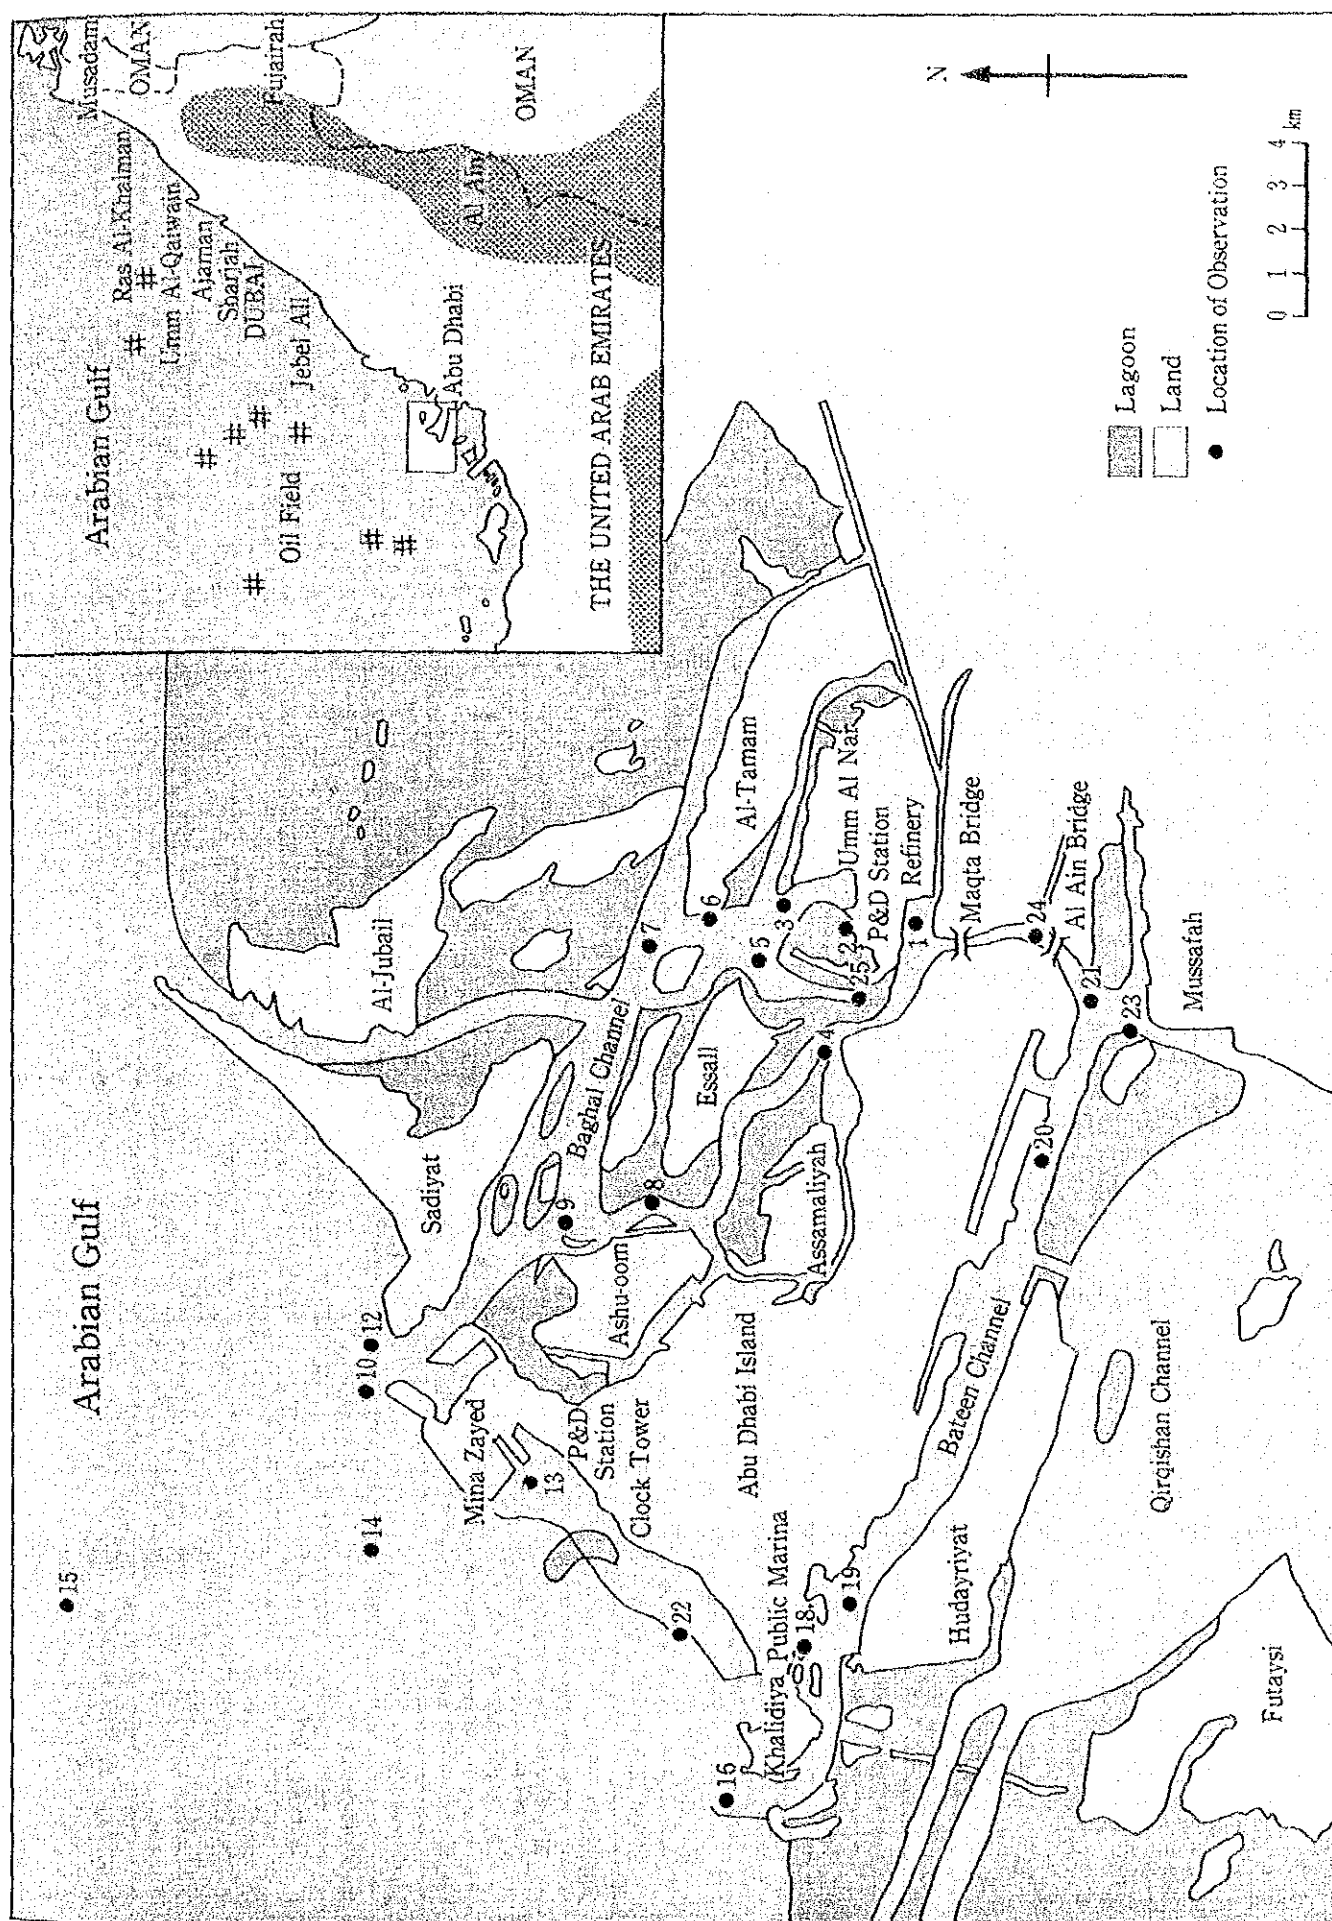 Arabian Gulf
Arabian Gulf
Musadam
OMAN
Ras Al-Khaiman
Umm Al-Qaiwain
Ajaman
Sharjah
DUBAI
Fujairah
Jebel Ali
Oil Field
Al Ain
OMAN
Abu Dhabi
THE UNITED ARAB EMIRATES
15
14
10
12
Sadiyat
Al-Jubail
Mina Zayed
13
P&D
Station
Clock Tower
Ashu-oom
9
8
Baghal Channel
7
6
Essall
5
3
Al-Tamam
22
Abu Dhabi Island
Assamaliyah
4
25
2
Umm Al Nar
P&D Station
Refinery
1
Maqta Bridge
16
Khalidiya Public Marina
18
19
Bateen Channel
20
24
Al Ain Bridge
21
23
Mussafah
Hudayriyat
Qirqishan Channel
Futaysi
N
Lagoon
Land
Location of Observation
0 1 2 3 4 km